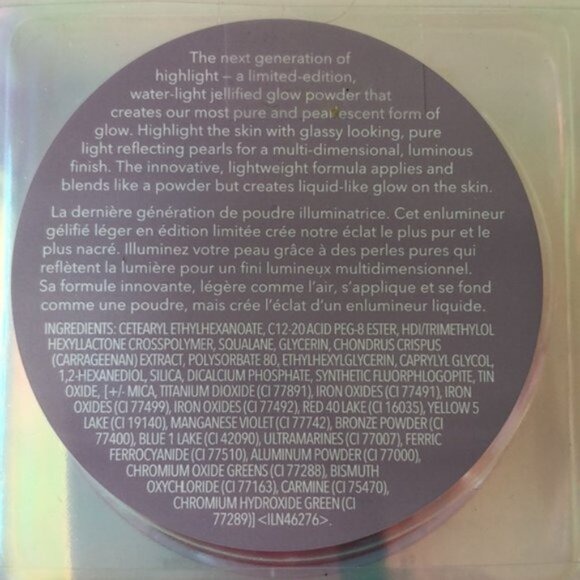 The next generation of
highlight – a limited-edition,
water-light jellified glow powder that
creates our most pure and pearlescent form of
glow. Highlight the skin with glassy looking, pure
light reflecting pearls for a multi-dimensional, luminous
finish. The innovative, lightweight formula applies and
blends like a powder but creates liquid-like glow on the skin.
La dernière génération de poudre illuminatrice. Cet enlumineur
gélifié léger en édition limitée crée notre éclat le plus pur et le
plus nacré. Illuminez votre peau grâce à des perles pures qui
reflètent la lumière pour un fini lumineux multidimensionnel.
Sa formule innovante, légère comme l'air, s'applique et se fond
comme une poudre, mais crée l'éclat d'un enlumineur liquide.
INGREDIENTS: CETEARYL ETHYLHEXANOATE, C12-20 ACID PEG-8 ESTER, HDI/TRIMETHYLOL
HEXYLLACTONE CROSSPOLYMER, SQUALANE, GLYCERIN, CHONDRUS CRISPUS
(CARRAGEENAN) EXTRACT, POLYSORBATE 80, ETHYLHEXYLGLYCERIN, CAPRYLYL GLYCOL,
1,2-HEXANEDIOL, SILICA, DICALCIUM PHOSPHATE, SYNTHETIC FLUORPHLOGOPITE, TIN
OXIDE, [+/- MICA, TITANIUM DIOXIDE (CI 77891), IRON OXIDES (CI 77491), IRON
OXIDES (CI 77499), IRON OXIDES (CI 77492), RED 40 LAKE (CI 16035), YELLOW 5
LAKE (CI 19140), MANGANESE VIOLET (CI 77742), BRONZE POWDER (CI
77400), BLUE 1 LAKE (CI 42090), ULTRAMARINES (CI 77007), FERRIC
FERROCYANIDE (CI 77510), ALUMINUM POWDER (CI 77000),
CHROMIUM OXIDE GREENS (CI 77288), BISMUTH
OXYCHLORIDE (CI 77163), CARMINE (CI 75470),
CHROMIUM HYDROXIDE GREEN (CI
77289)] <ILN46276>.